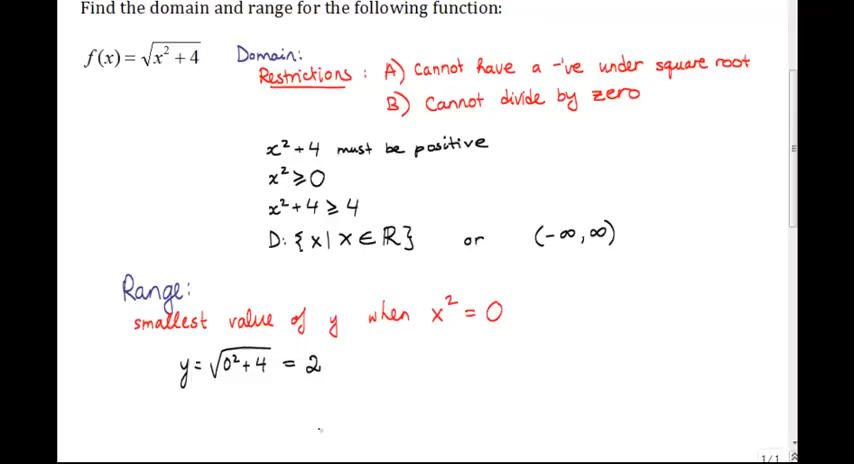 Find the domain and range for the following function:
f(x) = √(x² + 4)
Domain:
Restrictions : A) Cannot have a -'ve under square root
B) Cannot divide by zero
x² + 4 must be positive
x² ⩾ 0
x² + 4 ⩾ 4
D: {x | x ∈ ℝ} or (-∞, ∞)
Range:
smallest value of y when x² = 0
y = √(0² + 4) = 2
1/1